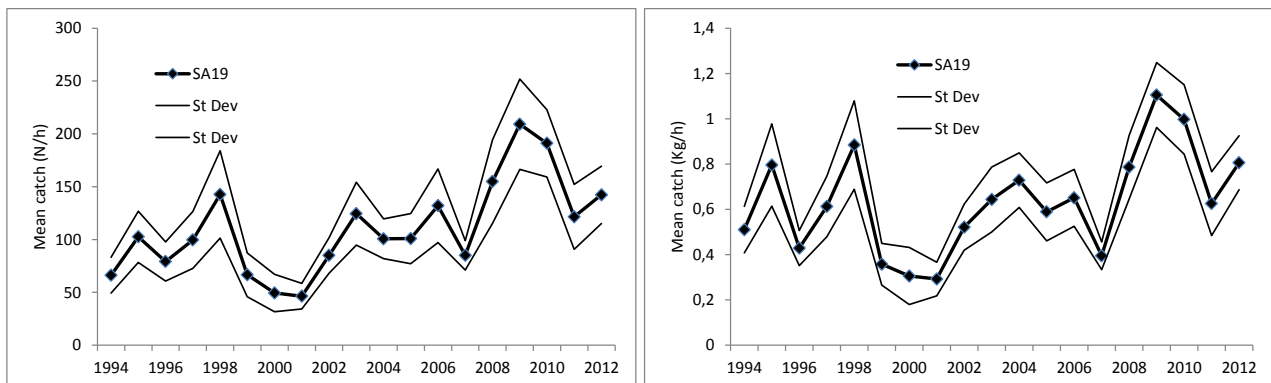 Mean catch (N/h)
300
250
200
150
100
50
0
SA19
St Dev
St Dev
1994 1996 1998 2000 2002 2004 2006 2008 2010 2012
Mean catch (Kg/h)
1,4
1,2
1
0,8
0,6
0,4
0,2
0
SA19
St Dev
St Dev
1994 1996 1998 2000 2002 2004 2006 2008 2010 2012